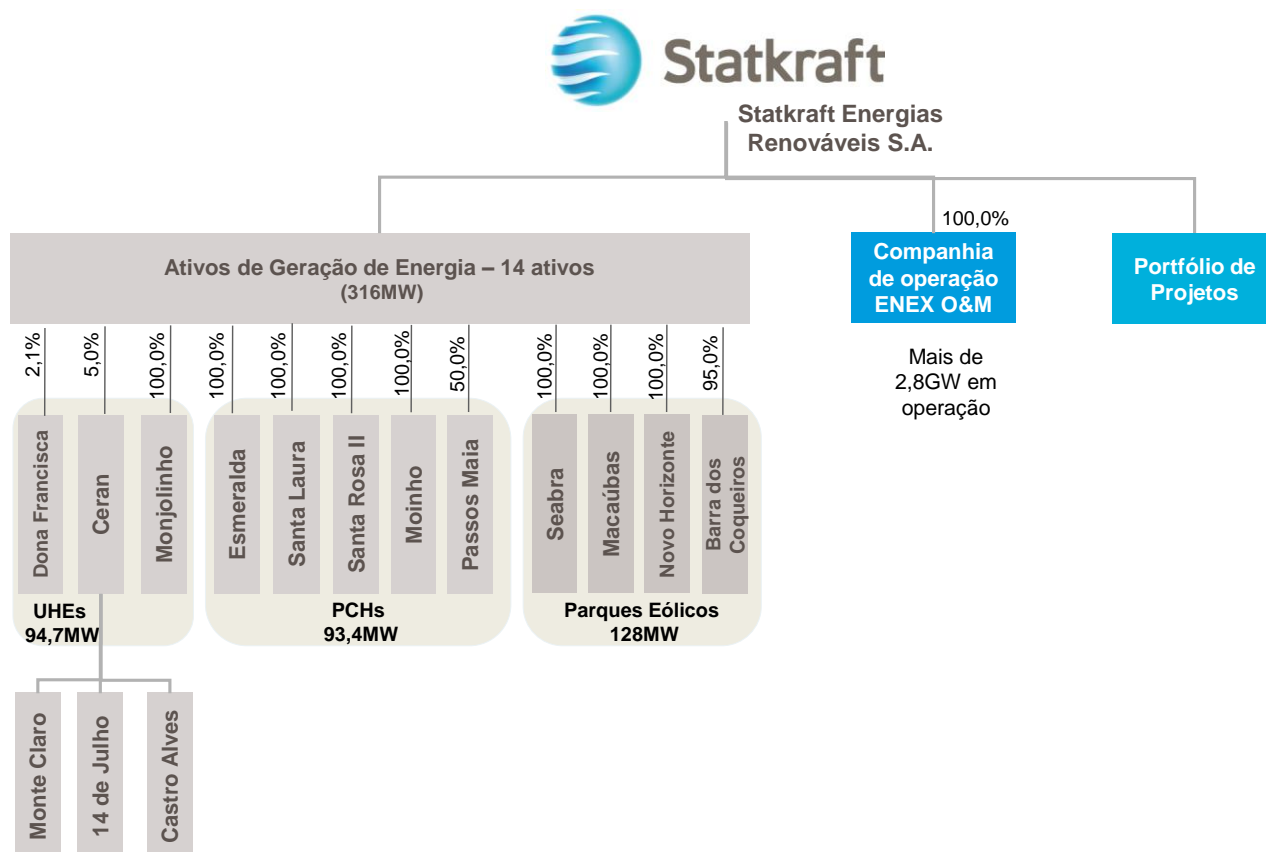 Statkraft
Statkraft Energias
Renováveis S.A.
100,0%
Ativos de Geração de Energia – 14 ativos
(316MW)
Companhia
de operação
ENEX O&M
Portfólio de
Projetos
Mais de
2,8GW em
operação
2,1%
5,0%
100,0%
100,0%
100,0%
100,0%
100,0%
50,0%
100,0%
100,0%
100,0%
95,0%
Dona Francisca
Ceran
Monjolinho
Esmeralda
Santa Laura
Santa Rosa II
Moinho
Passos Maia
Seabra
Macaúbas
Novo Horizonte
Barra dos
Coqueiros
UHEs
94,7MW
PCHs
93,4MW
Parques Eólicos
128MW
Monte Claro
14 de Julho
Castro Alves